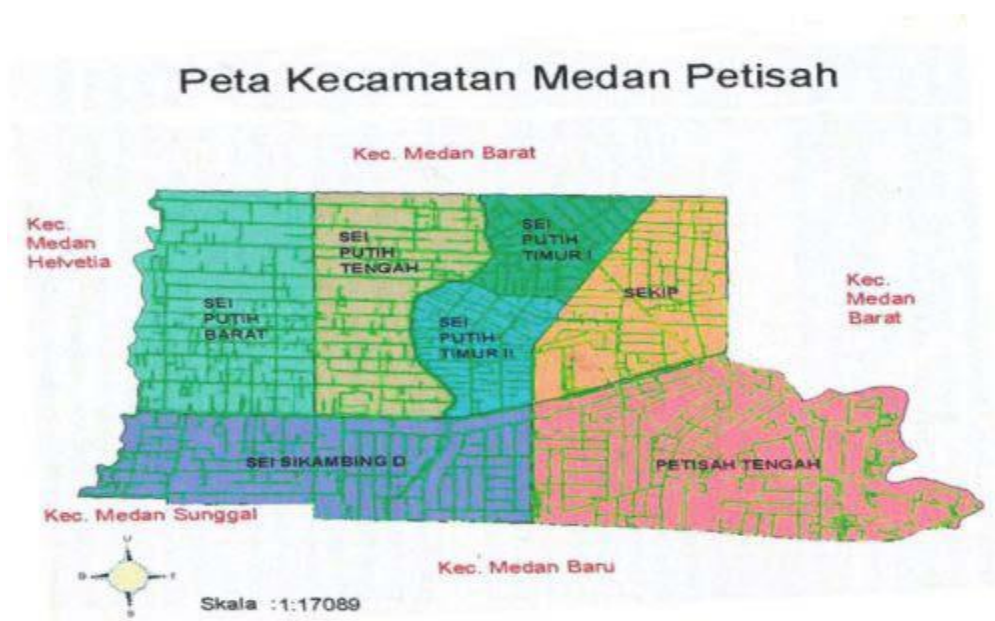 Peta Kecamatan Medan Petisah
Kec. Medan Barat
Kec.
Medan
Helvetia
SEI
PUTIH
TENGAH
SEI
PUTIH
TIMUR I
SEKIP
Kec.
Medan
Barat
SEI
PUTIH
BARAT
SEI
PUTIH
TIMUR II
SEI SIKAMBING D
PETISAH TENGAH
Kec. Medan Sunggal
Kec. Medan Baru
U
B
T
S
Skala :1:17089